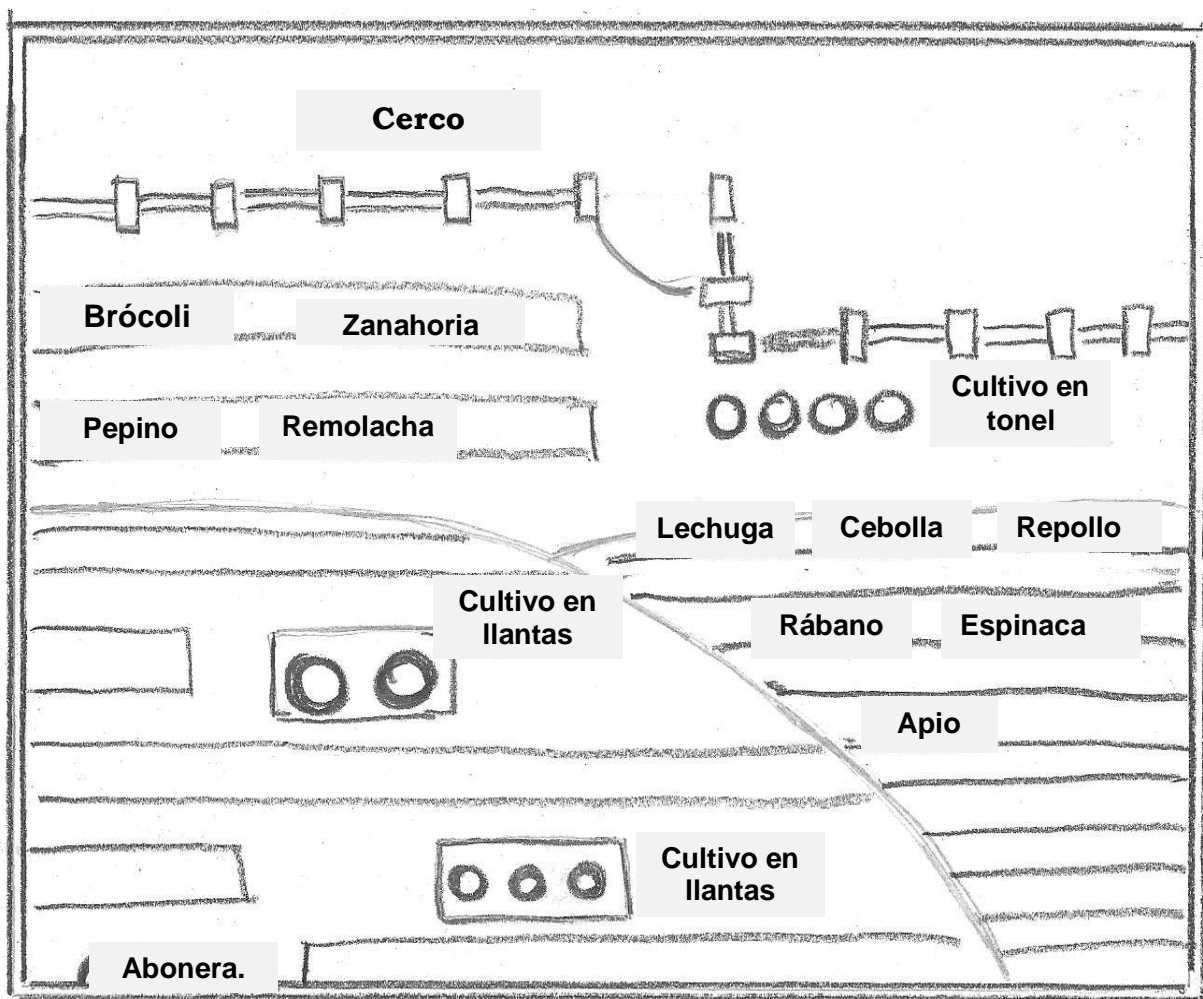 Cerco
Brócoli
Zanahoria
Pepino
Remolacha
Cultivo en
tonel
Lechuga
Cebolla
Repollo
Cultivo en
llantas
Rábano
Espinaca
Apio
Cultivo en
llantas
Abonera.